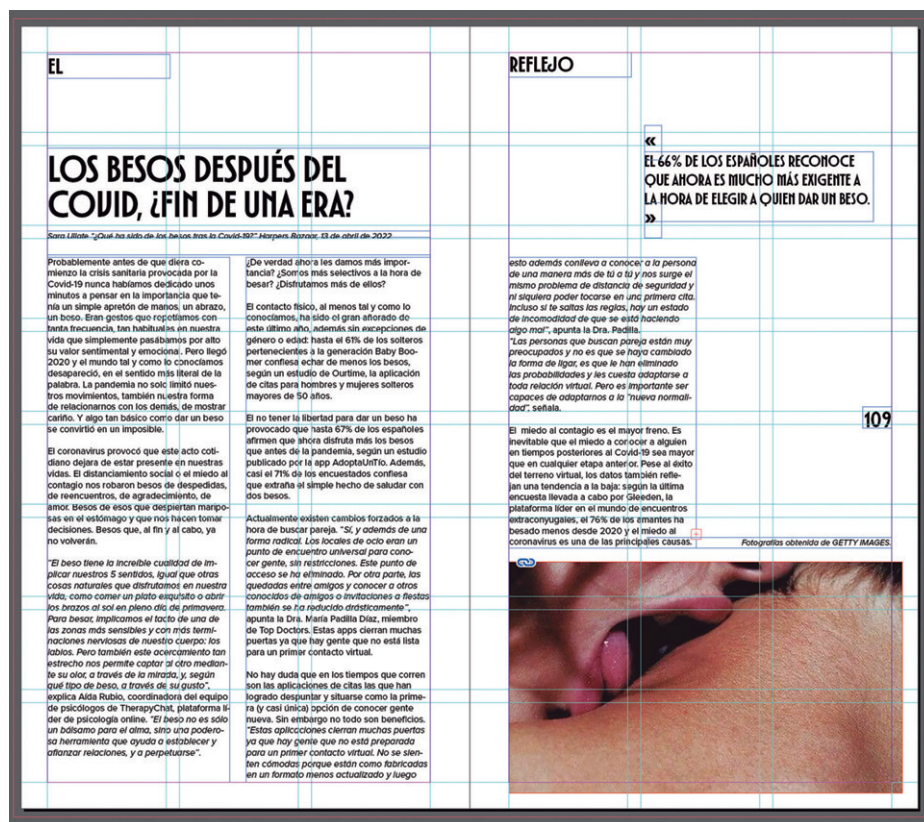 EL
LOS BESOS DESPUÉS DEL
COVID, ¿FIN DE UNA ERA?
Sara Ullate "¿Qué ha sido de los besos tras la Covid-19?" Harpers Bazaar, 13 de abril de 2022
Probablemente antes de que diera co-
mienzo la crisis sanitaria provocada por la
Covid-19 nunca habíamos dedicado unos
minutos a pensar en la importancia que te-
nía un simple apretón de manos, un abrazo,
un beso. Eran gestos que repetíamos con
tanta frecuencia, tan habituales en nuestra
vida que simplemente pasábamos por alto
su valor sentimental y emocional. Pero llegó
2020 y el mundo tal y como lo conocíamos
desapareció, en el sentido más literal de la
palabra. La pandemia no solo limitó nues-
tros movimientos, también nuestra forma
de relacionarnos con los demás, de mostrar
cariño. Y algo tan básico como dar un beso
se convirtió en un imposible.
El coronavirus provocó que este acto coti-
diano dejara de estar presente en nuestras
vidas. El distanciamiento social o el miedo al
contagio nos robaron besos de despedidas,
de reencuentros, de agradecimiento, de
amor. Besos de esos que despiertan maripo-
sas en el estómago y que nos hacen tomar
decisiones. Besos que, al fin y al cabo, ya
no volverán.
"El beso tiene la increíble cualidad de im-
plicar nuestros 5 sentidos, igual que otras
cosas naturales que disfrutamos en nuestra
vida, como comer un plato exquisito o abrir
los brazos al sol en pleno día de primavera.
Para besar, implicamos el tacto de una de
las zonas más sensibles y con más termi-
naciones nerviosas de nuestro cuerpo: los
labios. Pero también este acercamiento tan
estrecho nos permite captar al otro median-
te su olor, a través de la mirada, y, según
qué tipo de beso, a través de su gusto",
explica Aída Rubio, coordinadora del equipo
de psicólogos de TherapyChat, plataforma lí-
der de psicología online. "El beso no es sólo
un bálsamo para el alma, sino una podero-
sa herramienta que ayuda a establecer y
afianzar relaciones, y a perpetuarse".
¿De verdad ahora les damos más impor-
tancia? ¿Somos más selectivos a la hora de
besar? ¿Disfrutamos más de ellos?
El contacto físico, al menos tal y como lo
conocíamos, ha sido el gran añorado de
este último año, además sin excepciones de
género o edad: hasta el 61% de los solteros
pertenecientes a la generación Baby Boo-
mer confiesa echar de menos los besos,
según un estudio de Ourtime, la aplicación
de citas para hombres y mujeres solteros
mayores de 50 años.
El no tener la libertad para dar un beso ha
provocado que hasta 67% de los españoles
afirmen que ahora disfruta más los besos
que antes de la pandemia, según un estudio
publicado por la app AdoptaUnTío. Además,
casi el 71% de los encuestados confiesa
que extraña el simple hecho de saludar con
dos besos.
Actualmente existen cambios forzados a la
hora de buscar pareja. "Sí, y además de una
forma radical. Los locales de ocio eran un
punto de encuentro universal para cono-
cer gente, sin restricciones. Este punto de
acceso se ha eliminado. Por otra parte, las
quedadas entre amigos y conocer a otros
conocidos de amigos o invitaciones a fiestas
también se ha reducido drásticamente",
apunta la Dra. María Padilla Díaz, miembro
de Top Doctors. Estas apps cierran muchas
puertas ya que hay gente que no está lista
para un primer contacto virtual.
No hay duda que en los tiempos que corren
son las aplicaciones de citas las que han
logrado despuntar y situarse como la prime-
ra (y casi única) opción de conocer gente
nueva. Sin embargo no todo son beneficios.
"Estas aplicaciones cierran muchas puertas
ya que hay gente que no está preparada
para un primer contacto virtual. No se sien-
ten cómodas porque están como fabricadas
en un formato menos actualizado y luego
REFLEJO
«
EL 66% DE LOS ESPAÑOLES RECONOCE
QUE AHORA ES MUCHO MÁS EXIGENTE A
LA HORA DE ELEGIR A QUIEN DAR UN BESO.
»
esto además conlleva a conocer a la persona
de una manera más de tú a tú y nos surge el
mismo problema de distancia de seguridad y
ni siquiera poder tocarse en una primera cita.
Incluso si te saltas las reglas, hay un estado
de incomodidad de que se está haciendo
algo mal", apunta la Dra. Padilla.
"Las personas que buscan pareja están muy
preocupados y no es que se haya cambiado
la forma de ligar, es que le han eliminado
las probabilidades y les cuesta adaptarse a
toda relación virtual. Pero es importante ser
capaces de adaptarnos a la "nueva normali-
dad", señala.
El miedo al contagio es el mayor freno. Es
inevitable que el miedo a conocer a alguien
en tiempos posteriores al Covid-19 sea mayor
que en cualquier etapa anterior. Pese al éxito
del terreno virtual, los datos también refle-
jan una tendencia a la baja: según la última
encuesta llevada a cabo por Gleeden, la
plataforma líder en el mundo de encuentros
extraconyugales, el 76% de los amantes ha
besado menos desde 2020 y el miedo al
coronavirus es una de las principales causas.
109
Fotografías obtenida de GETTY IMAGES.